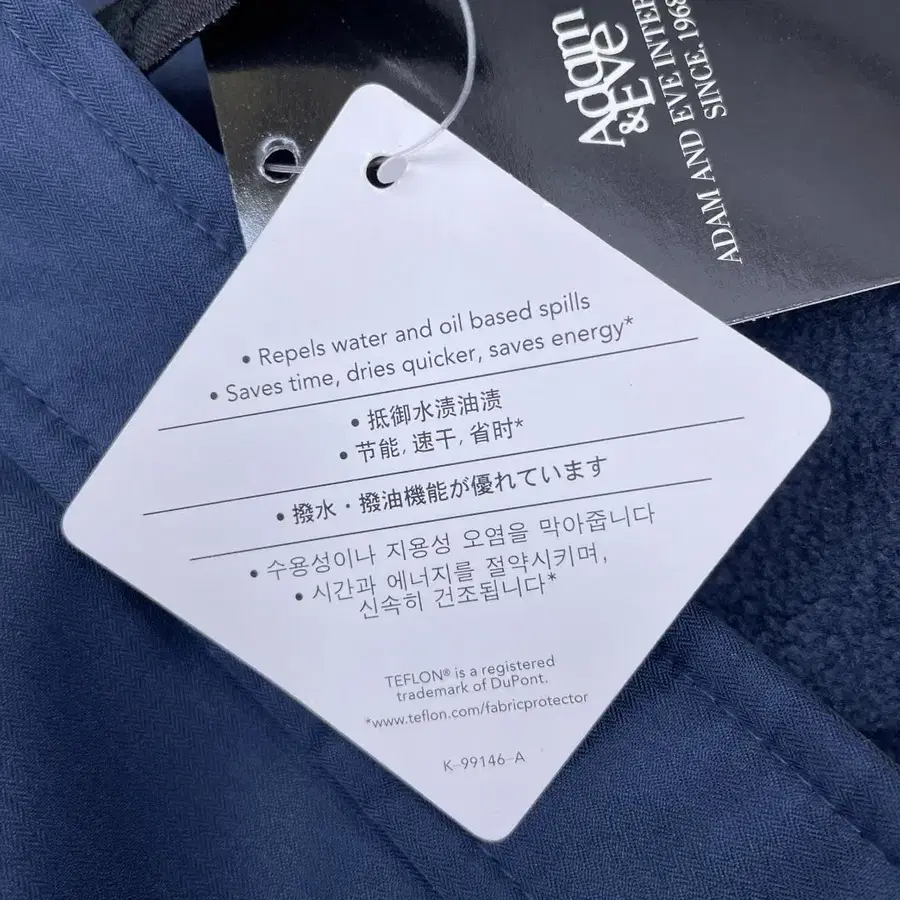 Adam
&Eve
ADAM AND EVE
SINCE. 1968
• Repels water and oil based spills
• Saves time, dries quicker, saves energy*
• 抵御水渍油渍
• 节能, 速干, 省时*
• 撥水・撥油機能が優れています
• 수용성이나 지용성 오염을 막아줍니다
• 시간과 에너지를 절약시키며,
신속히 건조됩니다*
TEFLON® is a registered
trademark of DuPont.
*www.teflon.com/fabricprotector
K-99146-A